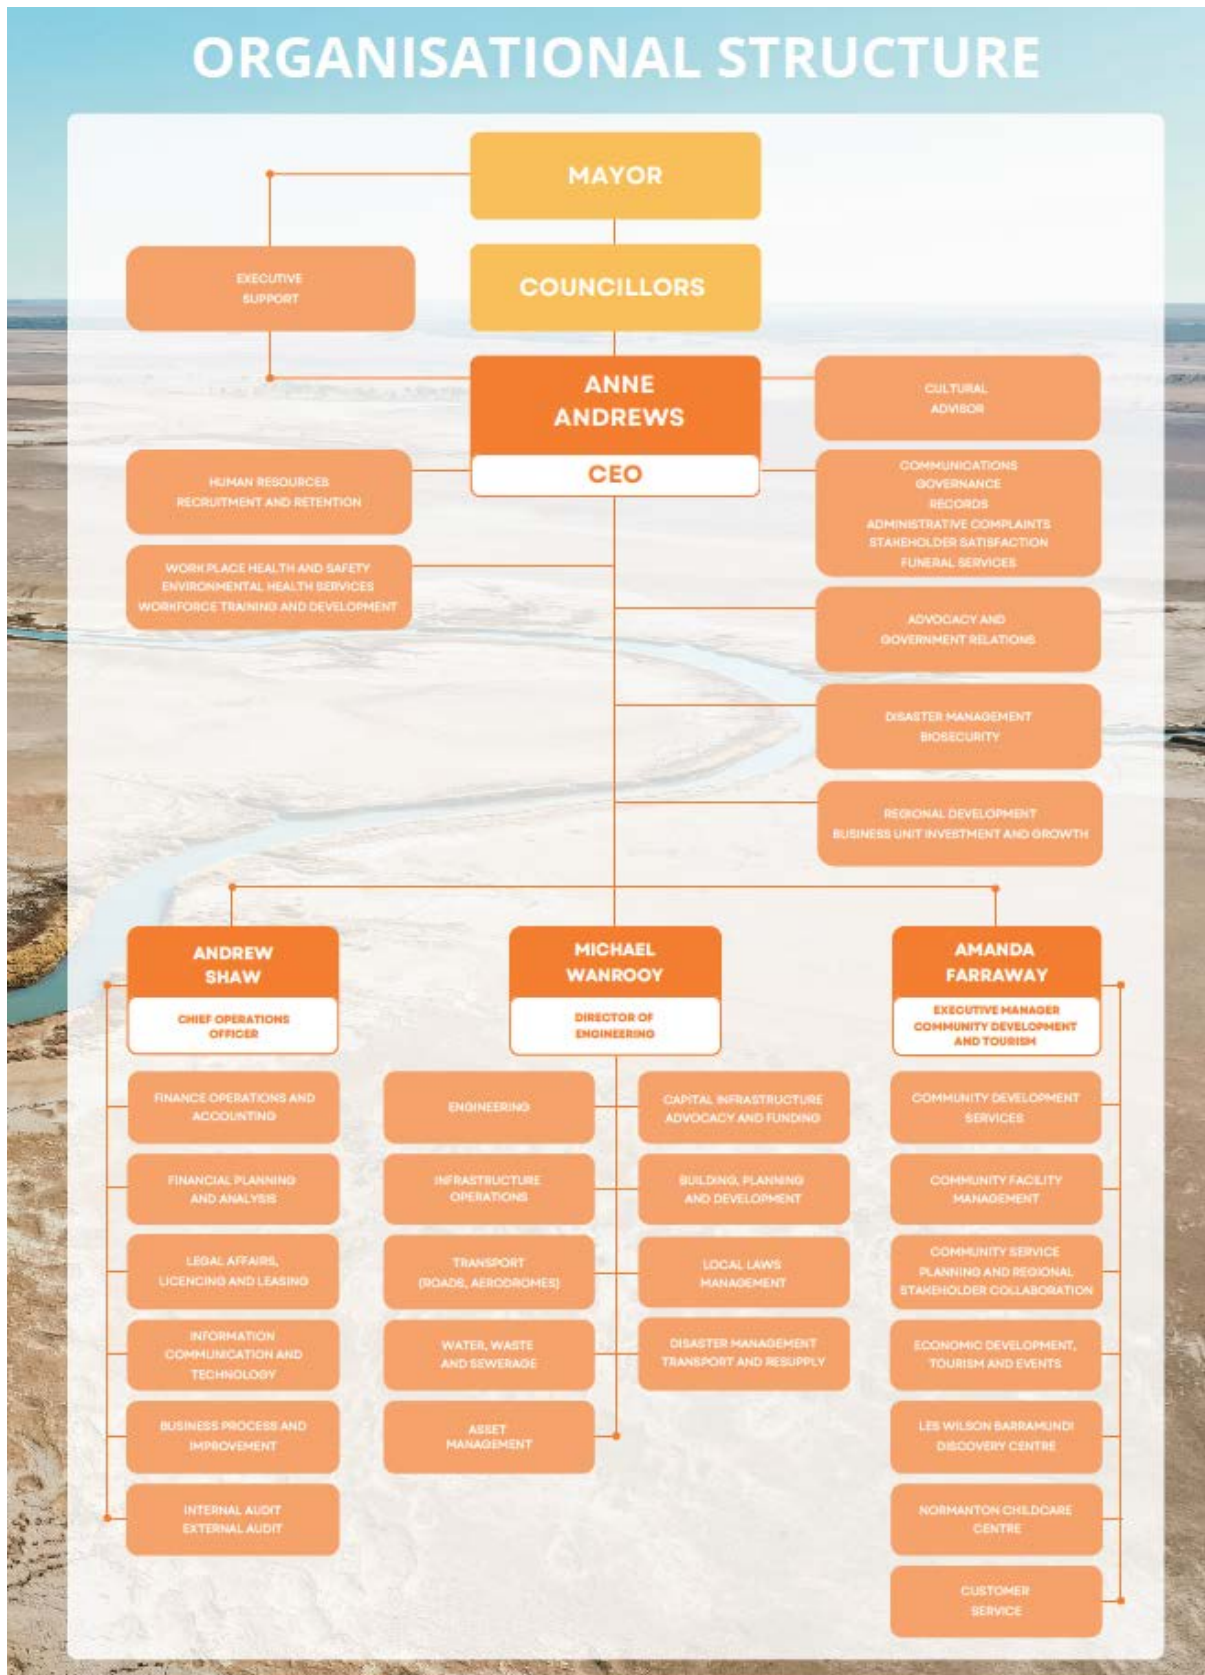 ORGANISATIONAL STRUCTURE
MAYOR
EXECUTIVE
SUPPORT
COUNCILLORS
ANNE
ANDREWS
CEO
CULTURAL
ADVISOR
HUMAN RESOURCES
RECRUITMENT AND RETENTION
COMMUNICATIONS
GOVERNANCE
RECORDS
ADMINISTRATIVE COMPLAINTS
STAKEHOLDER SATISFACTION
FUNERAL SERVICES
WORK PLACE HEALTH AND SAFETY
ENVIRONMENTAL HEALTH SERVICES
WORKFORCE TRAINING AND DEVELOPMENT
ADVOCACY AND
GOVERNMENT RELATIONS
DISASTER MANAGEMENT
BIOSECURITY
REGIONAL DEVELOPMENT
BUSINESS UNIT INVESTMENT AND GROWTH
ANDREW
SHAW
CHIEF OPERATIONS
OFFICER
FINANCE OPERATIONS AND
ACCOUNTING
FINANCIAL PLANNING
AND ANALYSIS
LEGAL AFFAIRS,
LICENCING AND LEASING
INFORMATION
COMMUNICATION AND
TECHNOLOGY
BUSINESS PROCESS AND
IMPROVEMENT
INTERNAL AUDIT
EXTERNAL AUDIT
MICHAEL
WANROOY
DIRECTOR OF
ENGINEERING
ENGINEERING
INFRASTRUCTURE
OPERATIONS
TRANSPORT
(ROADS, AERODROMES)
WATER, WASTE
AND SEWERAGE
ASSET
MANAGEMENT
CAPITAL INFRASTRUCTURE
ADVOCACY AND FUNDING
BUILDING, PLANNING
AND DEVELOPMENT
LOCAL LAWS
MANAGEMENT
DISASTER MANAGEMENT
TRANSPORT AND RESUPPLY
AMANDA
FARRAWAY
EXECUTIVE MANAGER
COMMUNITY DEVELOPMENT
AND TOURISM
COMMUNITY DEVELOPMENT
SERVICES
COMMUNITY FACILITY
MANAGEMENT
COMMUNITY SERVICE
PLANNING AND REGIONAL
STAKEHOLDER COLLABORATION
ECONOMIC DEVELOPMENT,
TOURISM AND EVENTS
LES WILSON BARRAMUNDI
DISCOVERY CENTRE
NORMANTON CHILDCARE
CENTRE
CUSTOMER
SERVICE